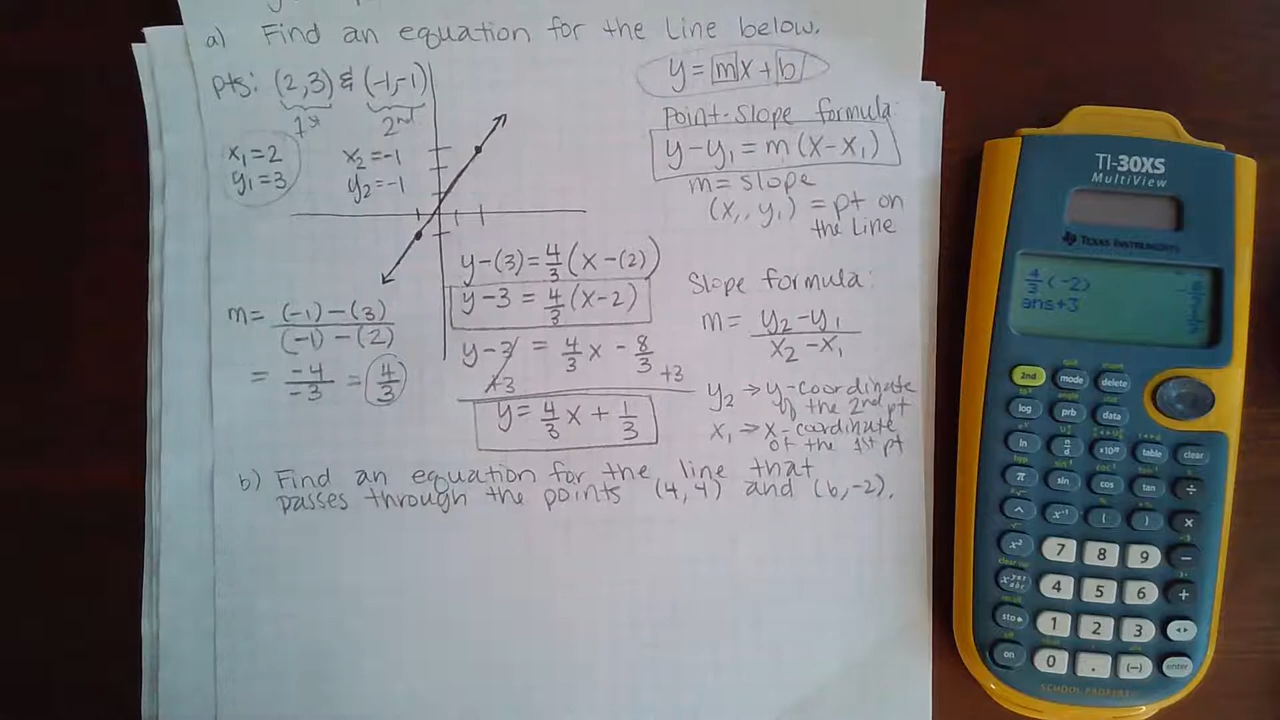 a) Find an equation for the line below.
pts: (2,3) & (-1,-1)
1st 2nd
x₁=2 x₂=-1
y₁=3 y₂=-1
m= (-1)-(3) / (-1)-(2)
= -4/-3 = 4/3
y-(3)=4/3(x-(2))
y-3=4/3(x-2)
y-3 = 4/3x - 8/3
+3 +3
y=4/3x+1/3
y=mx+b
Point-Slope formula:
y-y₁=m(x-x₁)
m=slope
(x₁,y₁)=pt on
the line
Slope formula:
m= y₂-y₁ / x₂-x₁
y₂→y-coordinate
of the 2nd pt
x₁→x-cordinate
of the 1st pt
b) Find an equation for the line that
passes through the points (4,4) and (6,-2).
TI-30XS
MultiView
TEXAS INSTRUMENTS
4/3(-2)
ans+3
2nd mode delete
log prb data
ln n/d ×10ⁿ table clear
π sin cos tan ÷
^ x⁻¹ ( ) ×
x² 7 8 9 −
4 5 6 +
sto▸ 1 2 3
on 0 . (−) enter
SCHOOL PROPERTY